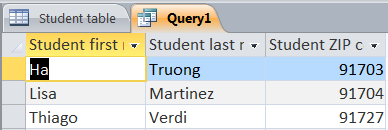 Student table Query1
Student first r Student last r Student ZIP c
Ha Truong 91703
Lisa Martinez 91704
Thiago Verdi 91727